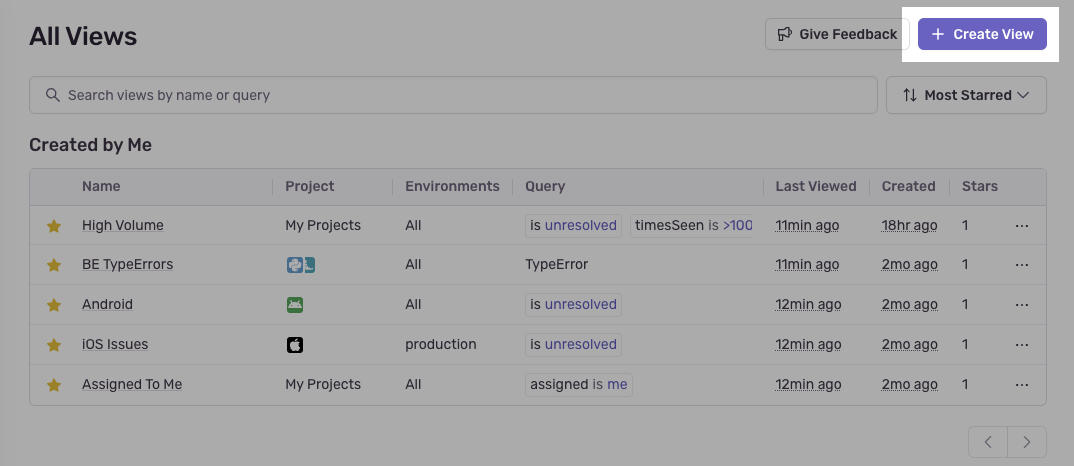 All Views
Give Feedback
Create View
Search views by name or query
Most Starred
Created by Me
Name Project Environments Query Last Viewed Created Stars
High Volume My Projects All is unresolved timesSeen is >100 11min ago 18hr ago 1
BE TypeErrors All TypeError 11min ago 2mo ago 1
Android All is unresolved 12min ago 2mo ago 1
iOS Issues production is unresolved 12min ago 2mo ago 1
Assigned To Me My Projects All assigned is me 12min ago 2mo ago 1